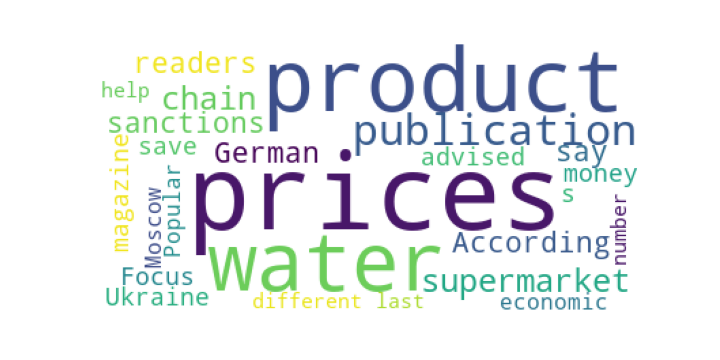 readers
product
help
chain
sanctions
publication
save
German
advised
say
magazine
Moscow
Popular
prices
money
s
number
water
According
Focus
supermarket
Ukraine
different
last
economic